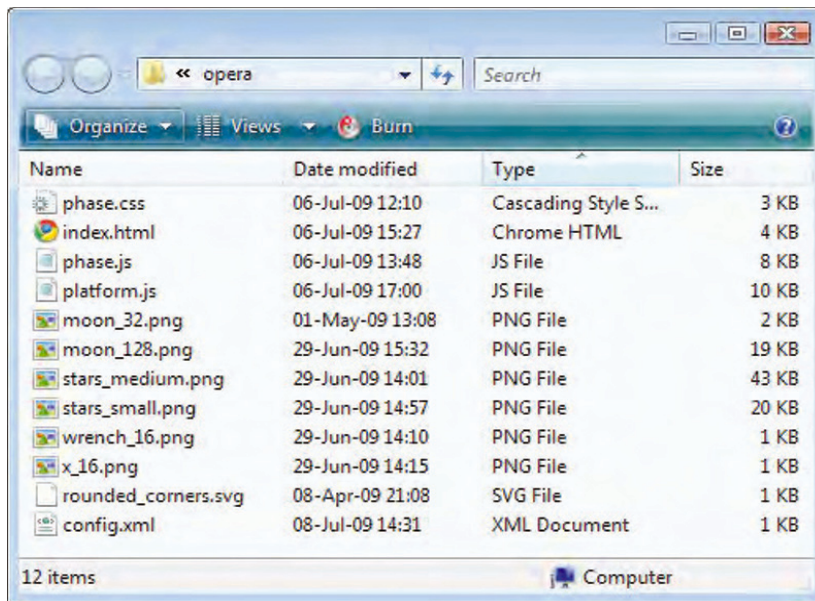 « opera Search
Organize Views Burn
Name Date modified Type Size
phase.css 06-Jul-09 12:10 Cascading Style S... 3 KB
index.html 06-Jul-09 15:27 Chrome HTML 4 KB
phase.js 06-Jul-09 13:48 JS File 8 KB
platform.js 06-Jul-09 17:00 JS File 10 KB
moon_32.png 01-May-09 13:08 PNG File 2 KB
moon_128.png 29-Jun-09 15:32 PNG File 19 KB
stars_medium.png 29-Jun-09 14:01 PNG File 43 KB
stars_small.png 29-Jun-09 14:57 PNG File 20 KB
wrench_16.png 29-Jun-09 14:10 PNG File 1 KB
x_16.png 29-Jun-09 14:15 PNG File 1 KB
rounded_corners.svg 08-Apr-09 21:08 SVG File 1 KB
config.xml 08-Jul-09 14:31 XML Document 1 KB
12 items Computer